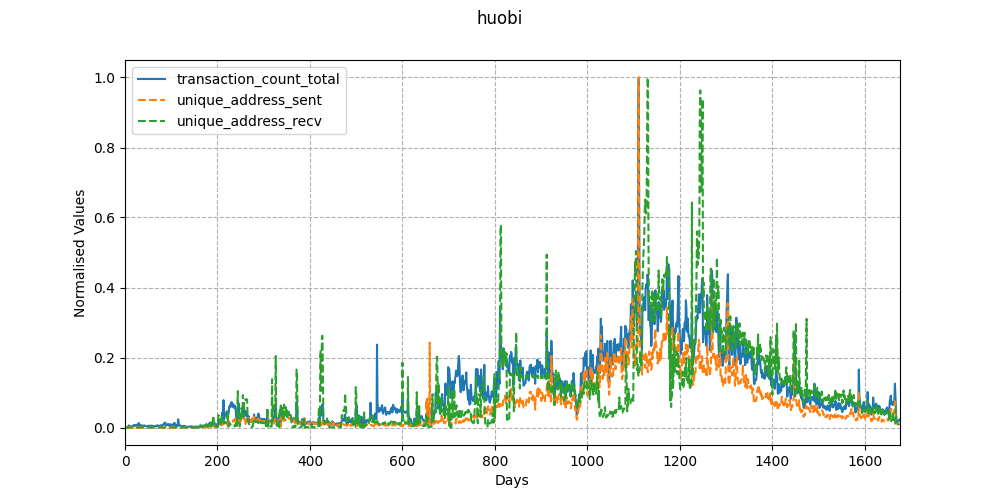 huobi
transaction_count_total
unique_address_sent
unique_address_recv
1.0
0.8
0.6
0.4
0.2
0.0
Normalised Values
0 200 400 600 800 1000 1200 1400 1600
Days